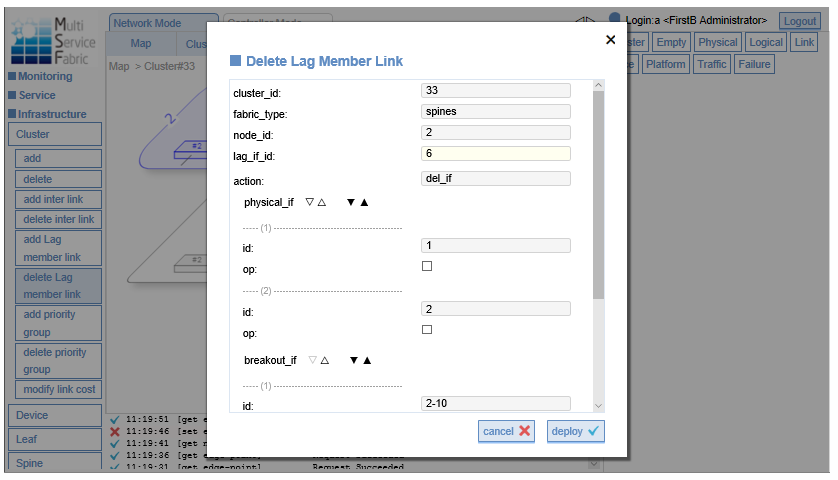 Multi
Service
Fabric
Network Mode
Controller Mode
Login:a <FirstB Administrator>
Logout
Map
Clus
ster
Empty
Physical
Logical
Link
Map > Cluster#33
Platform
Traffic
Failure
Monitoring
Service
Infrastructure
Cluster
add
delete
add inter link
delete inter link
add Lag
member link
delete Lag
member link
add priority
group
delete priority
group
modify link cost
Device
Leaf
Spine
2
#2
#2
Delete Lag Member Link
cluster_id:
33
fabric_type:
spines
node_id:
2
lag_if_id:
6
action:
del_if
physical_if ▽△ ▼▲
----- (1) -----
id:
1
op:
----- (2) -----
id:
2
op:
breakout_if ▽△ ▼▲
----- (1) -----
id:
2-10
cancel
deploy
11:19:51 [get e
11:19:46 [set e
11:19:41 [get
11:19:36 [get edge-point]
11:19:31 [get edge-point] Request Succeeded